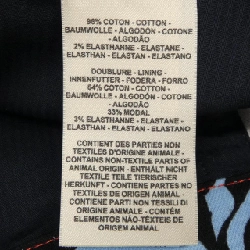 98% COTON - COTTON -
BAUMWOLLE - ALGODÓN - COTONE
- ALGODÃO
2% ELASTHANNE - ELASTANE -
ELASTHAN - ELASTAN - ELASTANO
DOUBLURE - LINING -
INNENFUTTER - FODERA - FORRO
64% COTON - COTTON -
BAUMWOLLE - ALGODÓN - COTONE -
ALGODÃO
33% MODAL
3% ELASTHANNE - ELASTANE -
ELASTHAN - ELASTAN - ELASTANO
CONTIENT DES PARTIES NON
TEXTILES D'ORIGINE ANIMALE -
CONTAINS NON-TEXTILE PARTS OF
ANIMAL ORIGIN - ENTHÄLT NICHT
TEXTILE TEILE TIERISCHER
HERKUNFT - CONTIENE PARTES NO
TEXTILES DE ORIGEN ANIMAL -
CONTIENE PARTI NON TESSILI DI
ORIGINE ANIMALE - CONTÉM
ELEMENTOS NÃO-TÊXTEIS DE
ORIGEM ANIMAL